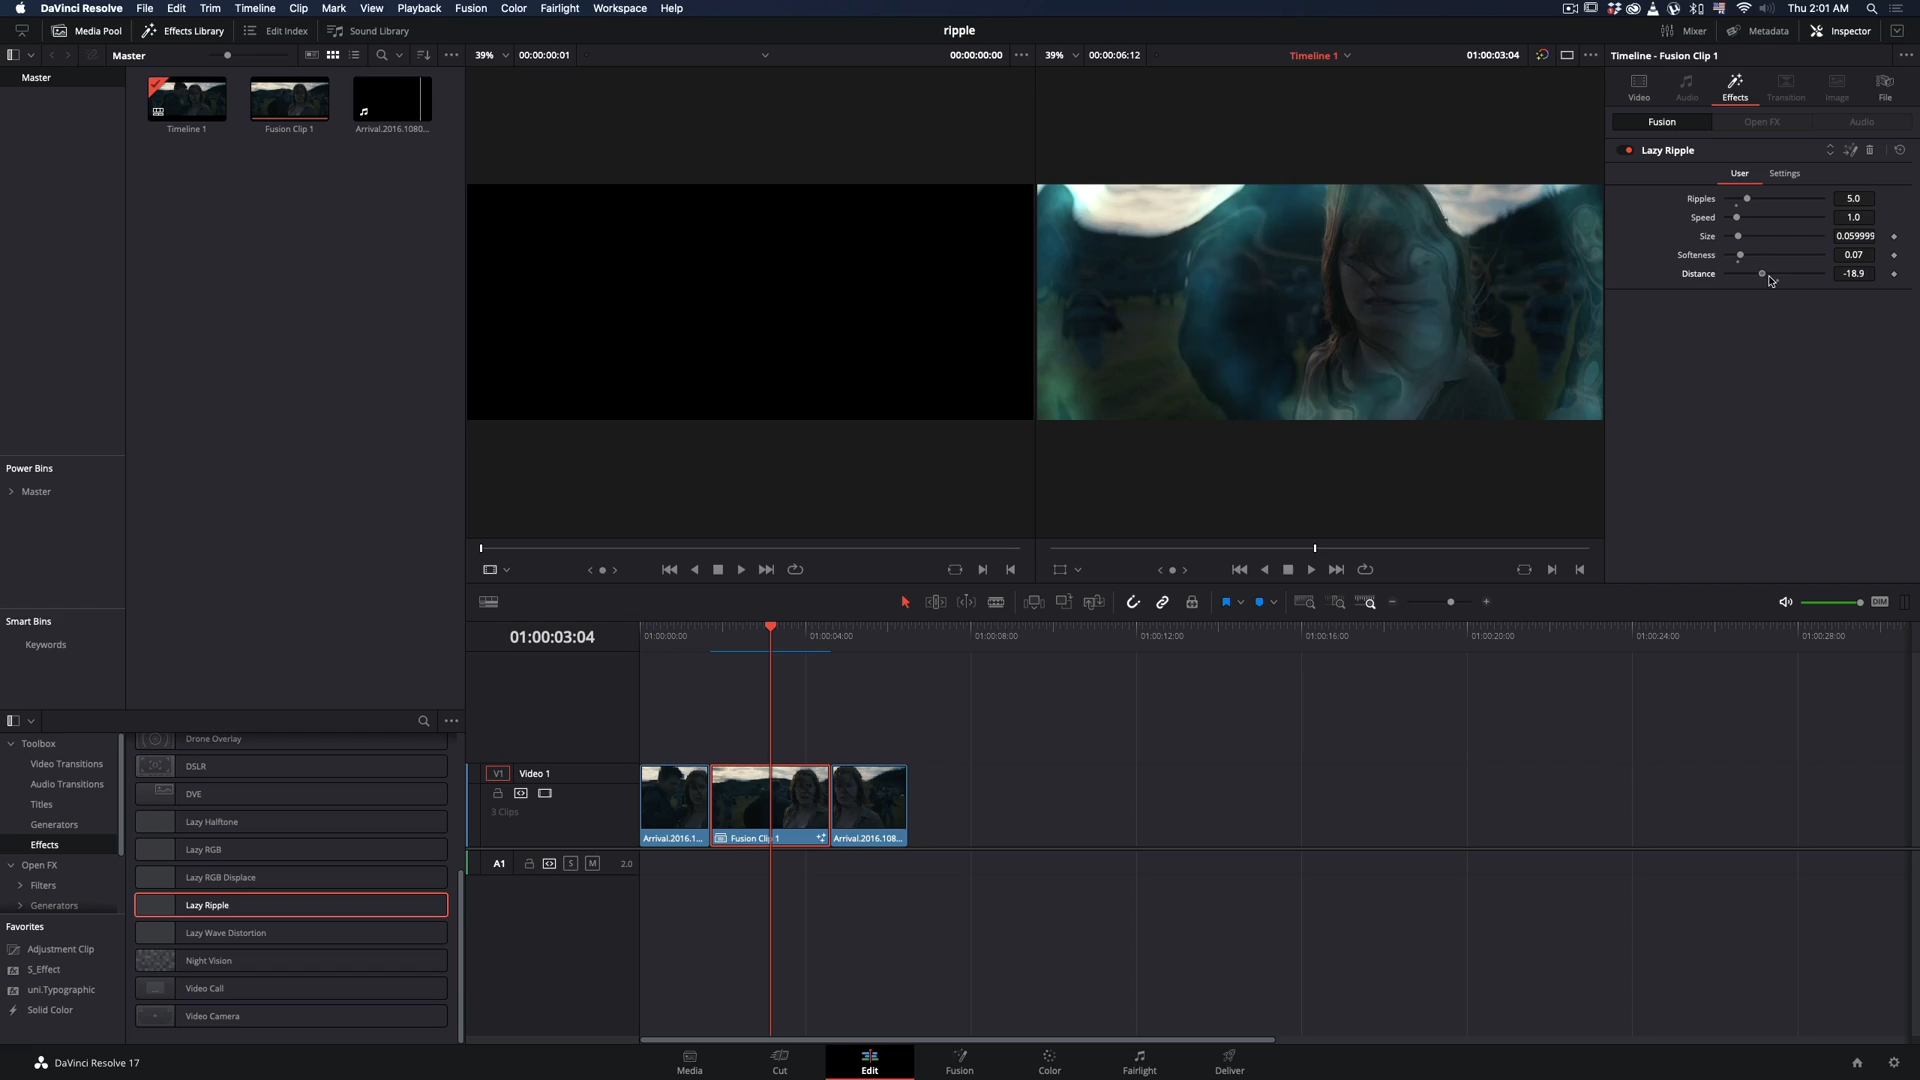 DaVinci Resolve File Edit Trim Timeline Clip Mark View Playback Fusion Color Fairlight Workspace Help
Thu 2:01 AM
Media Pool Effects Library Edit Index Sound Library
ripple
Mixer Metadata Inspector
Master
39% 00:00:00:01 00:00:00:00
39% 00:00:06:12 Timeline 1 01:00:03:04
Timeline - Fusion Clip 1
Master
Timeline 1
Fusion Clip 1
Arrival.2016.1080...
Video Audio Effects Transition Image File
Fusion Open FX Audio
Lazy Ripple
User Settings
Ripples 5.0
Speed 1.0
Size 0.059999
Softeness 0.07
Distance -18.9
Power Bins
Master
Smart Bins
Keywords
DIM
01:00:03:04
01:00:00:00 01:00:04:00 01:00:08:00 01:00:12:00 01:00:16:00 01:00:20:00 01:00:24:00 01:00:28:00
V1 Video 1
3 Clips
Arrival.2016.1...
Fusion Clip 1
Arrival.2016.108...
A1 S M 2.0
Toolbox
Video Transitions
Audio Transitions
Titles
Generators
Effects
Open FX
Filters
Generators
Favorites
Adjustment Clip
S_Effect
uni.Typographic
Solid Color
Drone Overlay
DSLR
DVE
Lazy Halftone
Lazy RGB
Lazy RGB Displace
Lazy Ripple
Lazy Wave Distortion
Night Vision
Video Call
Video Camera
DaVinci Resolve 17
Media Cut Edit Fusion Color Fairlight Deliver